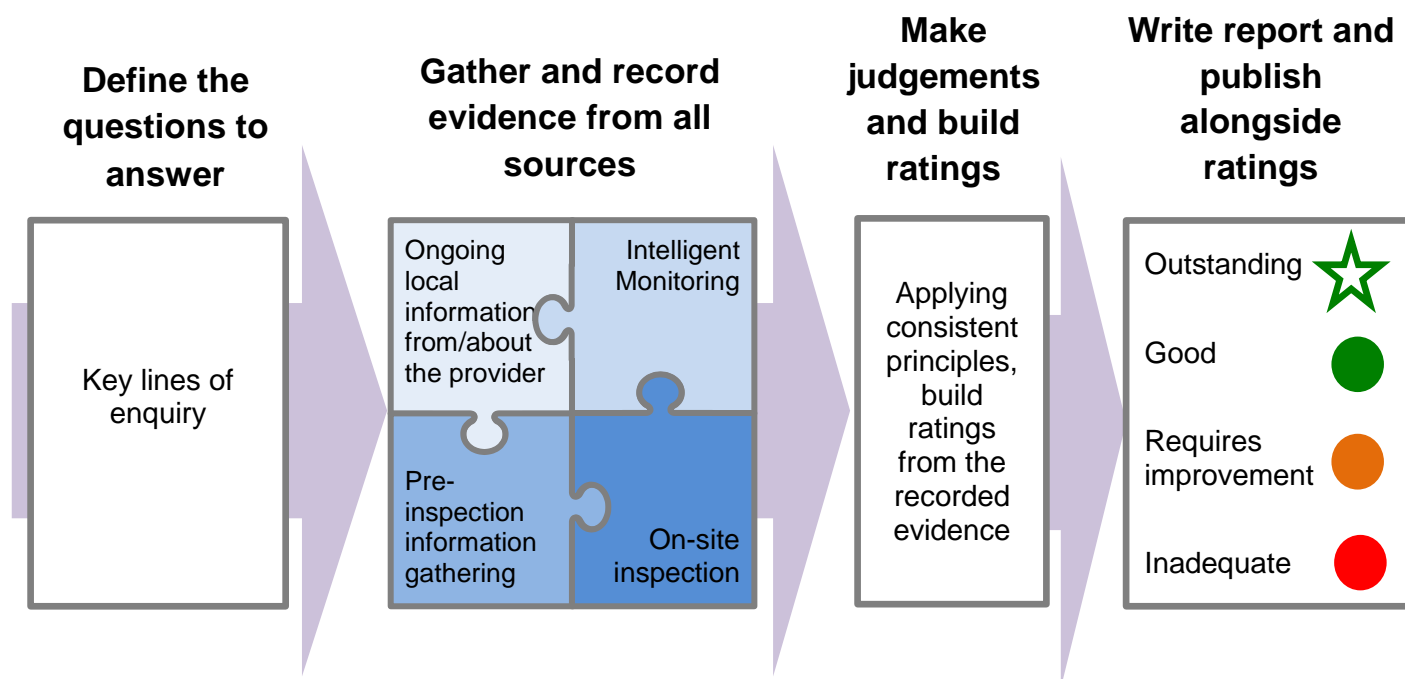 Define the
questions to
answer
Key lines of
enquiry
Gather and record
evidence from all
sources
Ongoing
local
information
from/about
the provider
Intelligent
Monitoring
Pre-
inspection
information
gathering
On-site
inspection
Make
judgements
and build
ratings
Applying
consistent
principles,
build
ratings
from the
recorded
evidence
Write report and
publish
alongside
ratings
Outstanding
Good
Requires
improvement
Inadequate